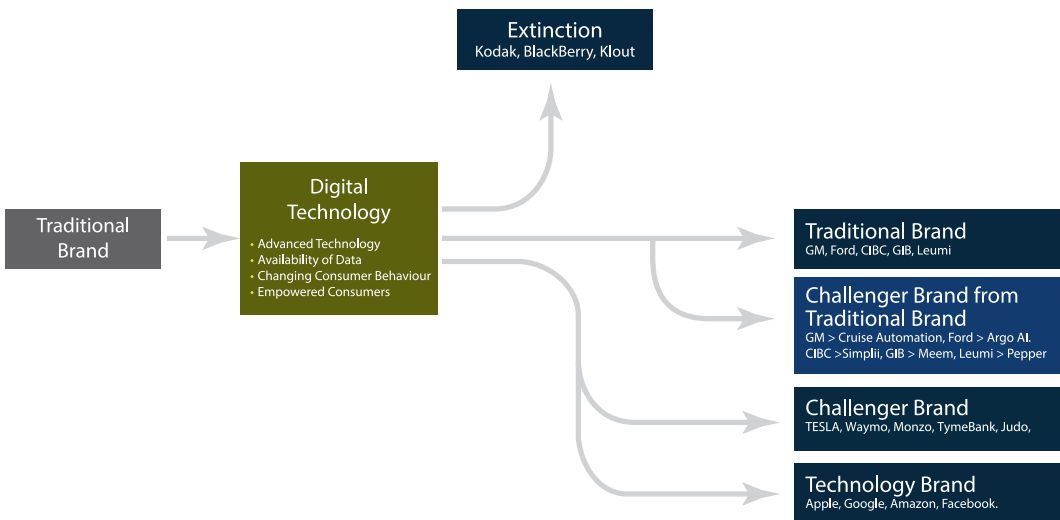 Extinction
Kodak, BlackBerry, Klout
Traditional
Brand
Digital
Technology
• Advanced Technology
• Availability of Data
• Changing Consumer Behaviour
• Empowered Consumers
Traditional Brand
GM, Ford, CIBC, GIB, Leumi
Challenger Brand from
Traditional Brand
GM > Cruise Automation, Ford > Argo AI.
CIBC >Simplii, GIB > Meem, Leumi > Pepper
Challenger Brand
TESLA, Waymo, Monzo, TymeBank, Judo,
Technology Brand
Apple, Google, Amazon, Facebook.